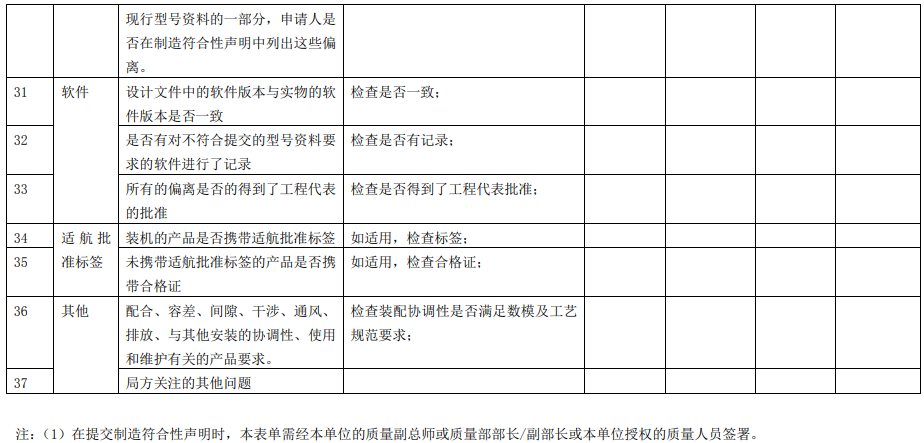 现行型号资料的一部分，申请人是
否在制造符合性声明中列出这些偏
离。
31 软件 设计文件中的软件版本与实物的软 检查是否一致；
件版本是否一致
32 是否有对不符合提交的型号资料要 检查是否有记录；
求的软件进行了记录
33 所有的偏离是否的得到了工程代表 检查是否得到了工程代表批准；
的批准
34 适航批 装机的产品是否携带适航批准标签 如适用，检查标签；
35 准标签 未携带适航批准标签的产品是否携 如适用，检查合格证；
带合格证
36 其他 配合、容差、间隙、干涉、通风、 检查装配协调性是否满足数模及工艺
排放、与其他安装的协调性、使用 规范要求；
和维护有关的产品要求。
37 局方关注的其他问题
注：（1）在提交制造符合性声明时，本表单需经本单位的质量副总师或质量部部长/副部长或本单位授权的质量人员签署。